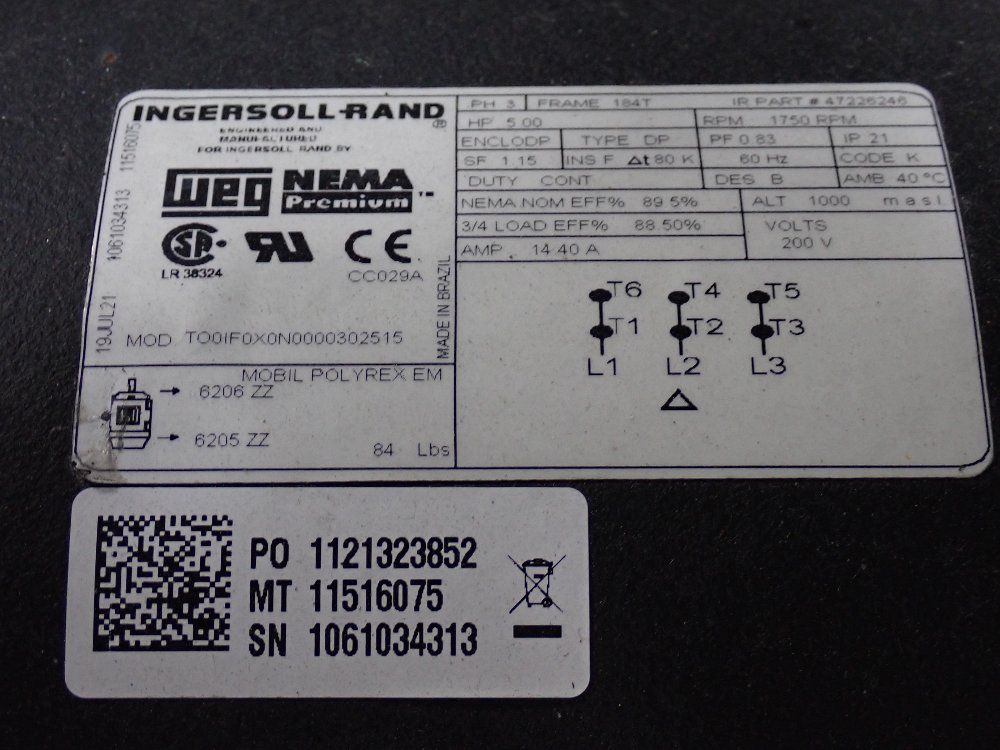 INGERSOLL-RAND®
ENGINEERED AND
MANUFACTURED
FOR INGERSOLL RAND BY
WEG NEMA
Premium™
SA® RU CE
LR 38324 CC029A
MOD TO0IF0X0N0000302515
19JUL21 1061034313 11516075
MADE IN BRAZIL
MOBIL POLYREX EM
6206 ZZ
6205 ZZ
84 Lbs
PH 3 FRAME 184T IR PART # 47226246
HP 5.00 RPM 1750 RPM
ENCL ODP TYPE DP PF 0.83 IP 21
SF 1.15 INS F Δt 80 K 60 Hz CODE K
DUTY CONT DES B AMB 40°C
NEMA NOM EFF% 89.5% ALT 1000 m a s l
3/4 LOAD EFF% 88.50% VOLTS
AMP 14.40 A 200 V
T6 T4 T5
T1 T2 T3
L1 L2 L3
Δ
PO 1121323852
MT 11516075
SN 1061034313